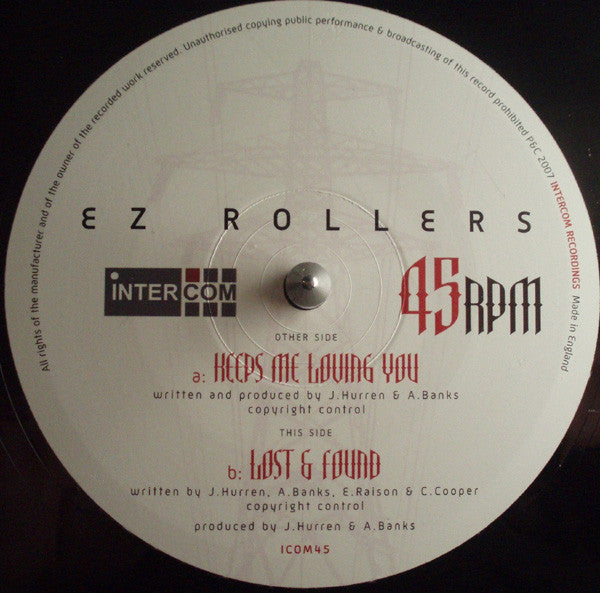 All rights of the manufacturer and of the owner of the recorded work reserved. Unauthorised copying public performance & broadcasting of this record prohibited P&C 2007 INTERCOM RECORDINGS Made in England
EZ ROLLERS
INTERCOM
45RPM
OTHER SIDE
a: KEEPS ME LOVING YOU
written and produced by J.Hurren & A.Banks
copyright control
THIS SIDE
b: LOST & FOUND
written by J.Hurren, A.Banks, E.Raison & C.Cooper
copyright control
produced by J.Hurren & A.Banks
ICOM45